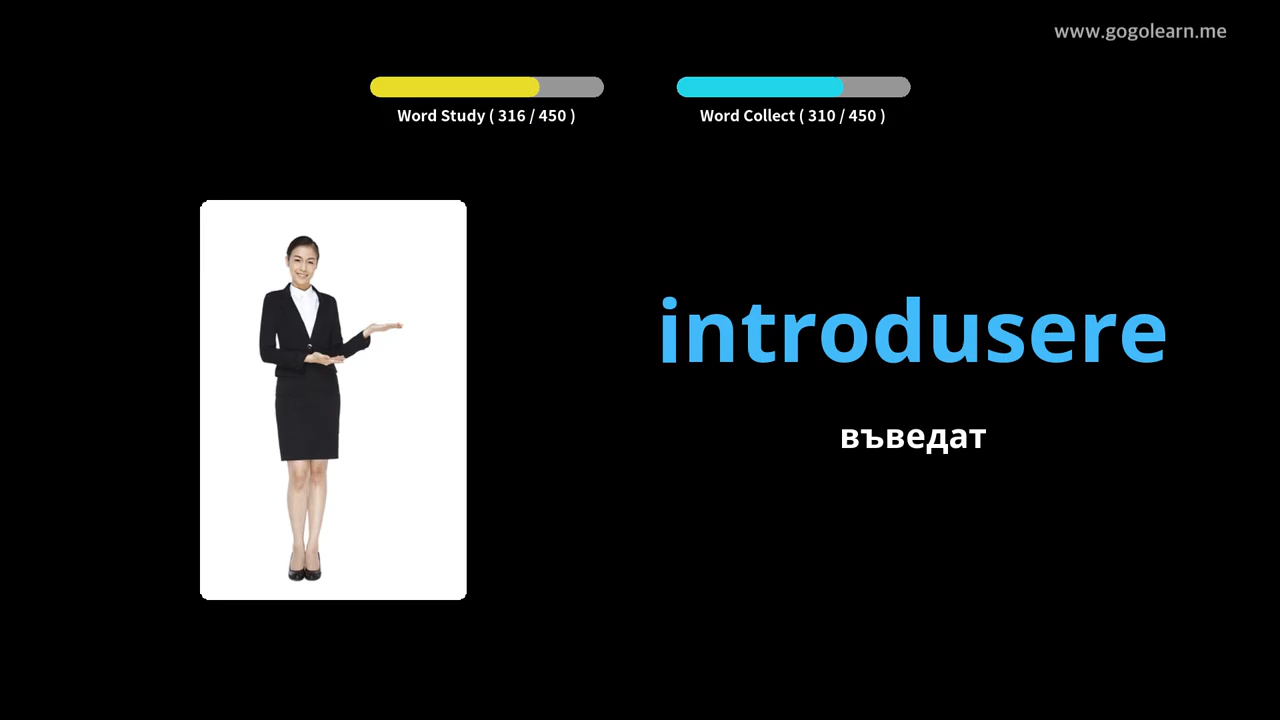 www.gogolearn.me
Word Study ( 316 / 450 )
Word Collect ( 310 / 450 )
introdusere
въведат